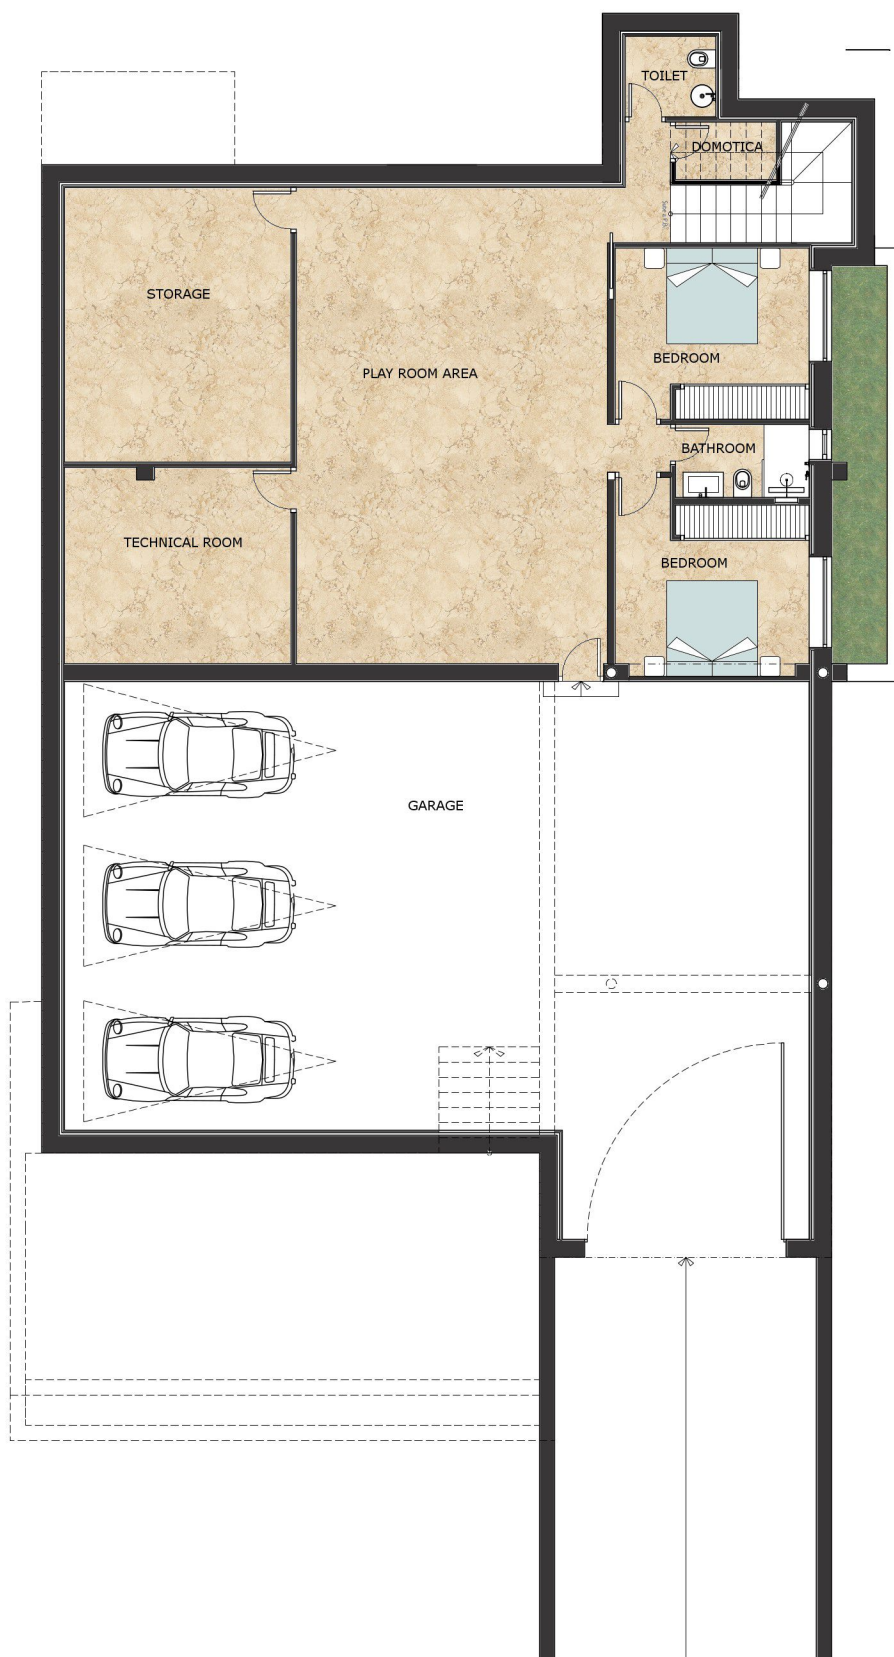 TOILET
DOMOTICA
STORAGE
BEDROOM
PLAY ROOM AREA
BATHROOM
TECHNICAL ROOM
BEDROOM
GARAGE